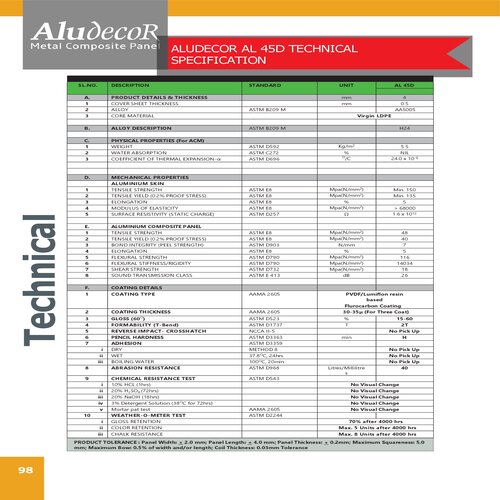 AludecoR
Metal Composite Panel
ALUDECOR AL 45D TECHNICAL
SPECIFICATION
SL.NO. DESCRIPTION STANDARD UNIT AL 45D
A. PRODUCT DETAILS & THICKNESS mm 4
1 COVER SHEET THICKNESS mm 0.5
2 ALLOY ASTM B209 M AA5005
3 CORE MATERIAL Virgin LDPE
B. ALLOY DESCRIPTION ASTM B209 M H24
C. PHYSICAL PROPERTIES (For ACM)
1 WEIGHT ASTM D592 Kg/m² 5.5
2 WATER ABSORPTION ASTM C272 % NIL
3 COEFFICIENT OF THERMAL EXPANSION-α ASTM D696 °/C 24.0 x 10⁻⁶
D. MECHANICAL PROPERTIES
ALUMINIUM SKIN
1 TENSILE STRENGTH ASTM E8 Mpa(N/mm²) Min. 150
2 TENSILE YIELD (0.2% PROOF STRESS) ASTM E8 Mpa(N/mm²) Min. 135
3 ELONGATION ASTM E8 % 5
4 MODULUS OF ELASTICITY ASTM E8 Mpa(N/mm²) > 68000
5 SURFACE RESISTIVITY (STATIC CHARGE) ASTM D257 Ω
E. ALUMINIUM COMPOSITE PANEL
1 TENSILE STRENGTH ASTM E8 Mpa(N/mm²) 48
2 TENSILE YIELD (0.2% PROOF STRESS) ASTM E8 Mpa(N/mm²) 40
3 BOND INTEGRITY (PEEL STRENGTH) ASTM D903 N/mm 7
4 ELONGATION ASTM E8 % 5
5 FLEXURAL STRENGTH ASTM D790 Mpa(N/mm²) 116
6 FLEXURAL STIFFNESS/RIGIDITY ASTM D790 Mpa(N/mm²) 14034
7 SHEAR STRENGTH ASTM D732 Mpa(N/mm²) 18
8 SOUND TRANSMISSION CLASS ASTM E 413 dB 26
F. COATING DETAILS
1 COATING TYPE AAMA 2605 PVDF/Lumiflon resin
based
Flurocarbon Coating
2 COATING THICKNESS AAMA 2605 30-35μ (For Three Coat)
3 GLOSS (60°) ASTM D523 % 15-60
4 FORMABILITY (T-Bend) ASTM D1737 T 2T
5 REVERSE IMPACT- CROSSHATCH NCCA II-5 No Pick Up
6 PENCIL HARDNESS ASTM D3363 min H
7 ADHESION ASTM D3359
i DRY METHOD 8 No Pick Up
ii WET 37.8°C, 24hrs No Pick Up
iii BOILING WATER 100°C, 20min No Pick Up
8 ABRASION RESISTANCE ASTM D968 Litres/Millilitre 40
s
9 CHEMICAL RESISTANCE TEST ASTM D543
i 10% HCL (1hrs) No Visual Change
ii 20% H₂SO₄ (72hrs) No Visual Change
iii 20% NaOH (18hrs) No Visual Change
iv 3% Detergent Solution (38°C for 72hrs) No Visual Change
v Mortar pat test AAMA 2605 No Visual Change
10 WEATHER-O-METER TEST ASTM D2244
i GLOSS RETENTION 70% after 4000 hrs
ii COLOR RETENTION Max. 5 Units after 4000 hrs
iii CHALK RESISTANCE Max. 8 Units after 4000 hrs
PRODUCT TOLERANCE : Panel Width: ± 2.0 mm; Panel Length: ± 4.0 mm; Panel Thickness: ± 0.2mm; Maximum Squareness: 5.0
mm; Maximum Bow: 0.5% of width and/or length; Coil Thickness: 0.03mm Tolerance
Technical
98